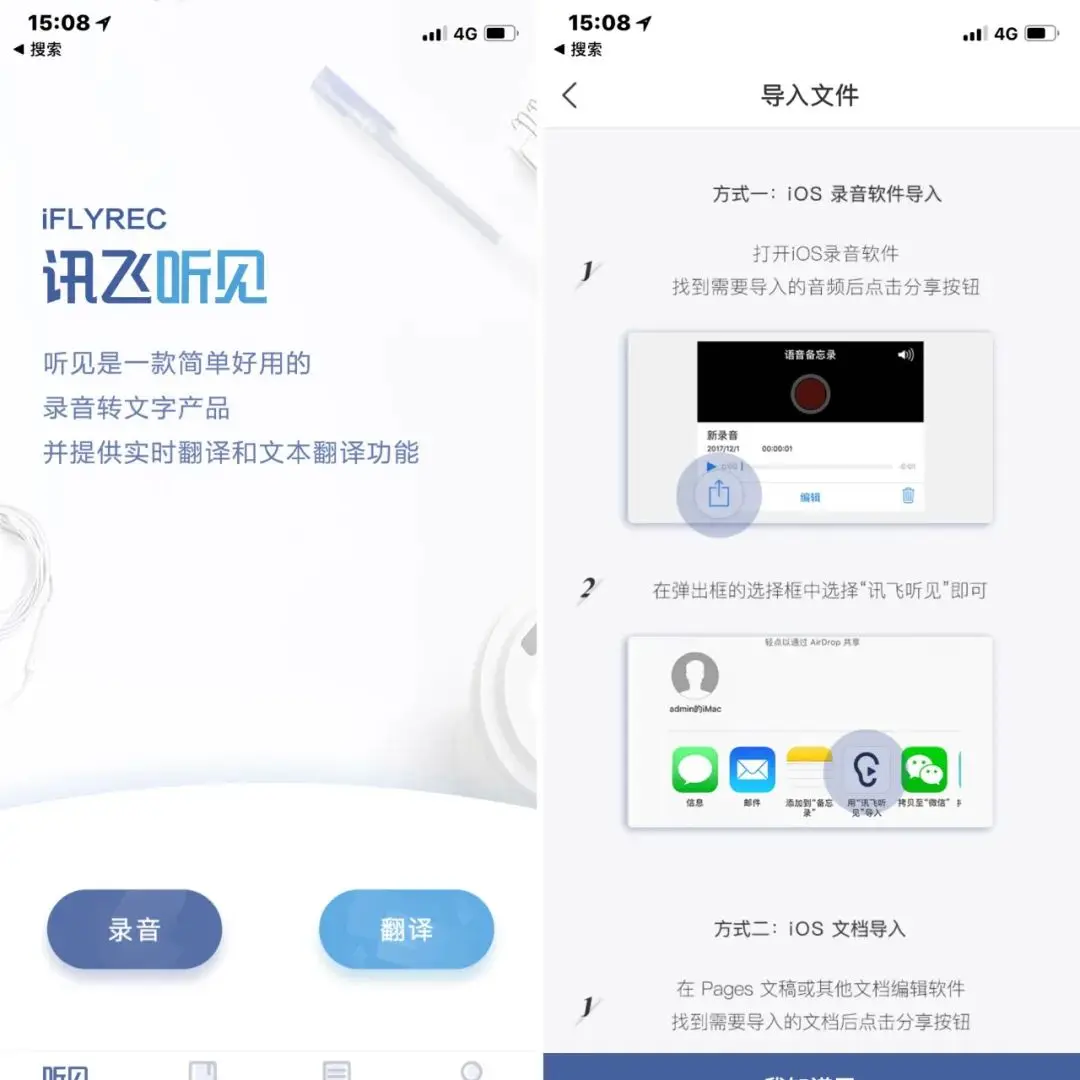 15:08
4G
搜索
iFLYREC
讯飞听见
听见是一款简单好用的
录音转文字产品
并提供实时翻译和文本翻译功能
录音
翻译
听见
15:08
4G
搜索
导入文件
方式一：iOS 录音软件导入
1
打开iOS录音软件
找到需要导入的音频后点击分享按钮
语音备忘录
新录音
2017/12/1 00:00:01
编辑
2
在弹出框的选择框中选择“讯飞听见”即可
轻点以通过 AirDrop 共享
admin的iMac
信息
邮件
添加到“备忘录”
用“讯飞听见”导入
拷贝至“微信”
方式二：iOS 文档导入
1
在 Pages 文稿或其他文档编辑软件
找到需要导入的文档后点击分享按钮